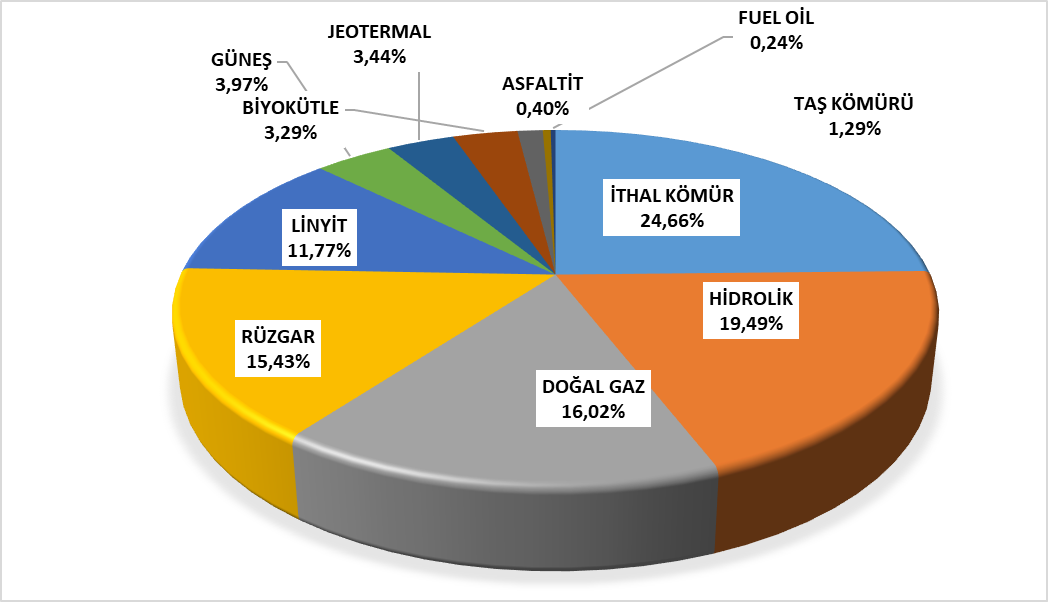 FUEL OİL
0,24%
JEOTERMAL
3,44%
GÜNEŞ
3,97%
ASFALTİT
0,40%
BİYOKÜTLE
3,29%
TAŞ KÖMÜRÜ
1,29%
İTHAL KÖMÜR
24,66%
LİNYİT
11,77%
HİDROLİK
19,49%
RÜZGAR
15,43%
DOĞAL GAZ
16,02%